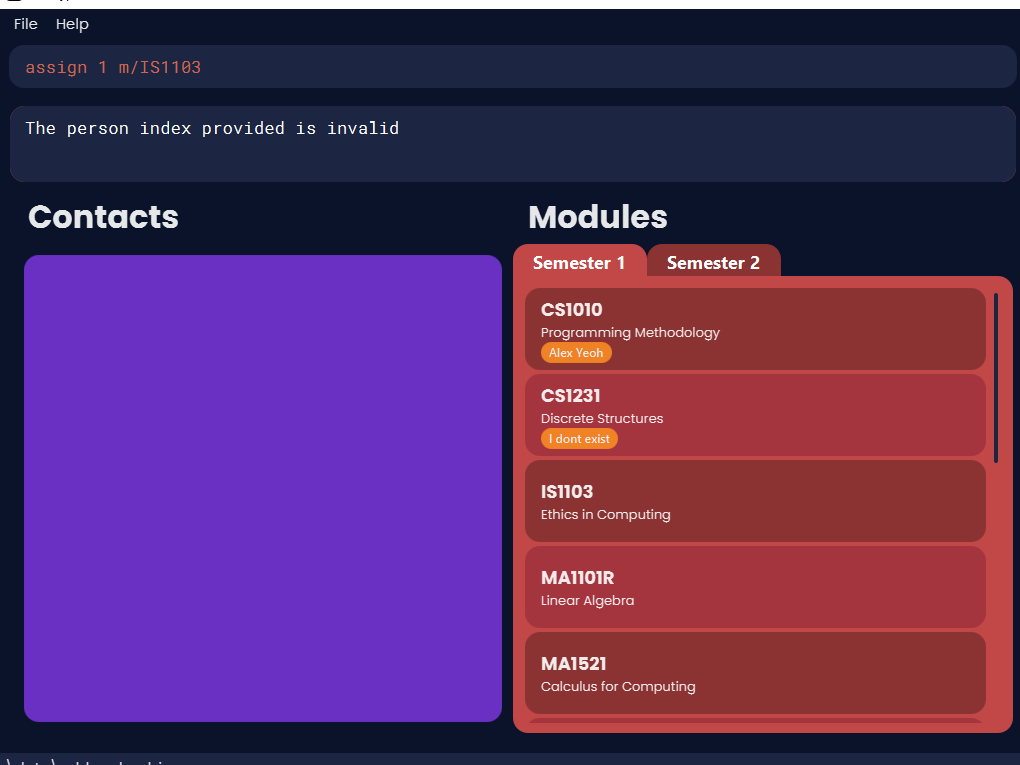 File Help
assign 1 m/IS1103
The person index provided is invalid
Contacts
Modules
Semester 1 Semester 2
CS1010
Programming Methodology
Alex Yeoh
CS1231
Discrete Structures
I dont exist
IS1103
Ethics in Computing
MA1101R
Linear Algebra
MA1521
Calculus for Computing